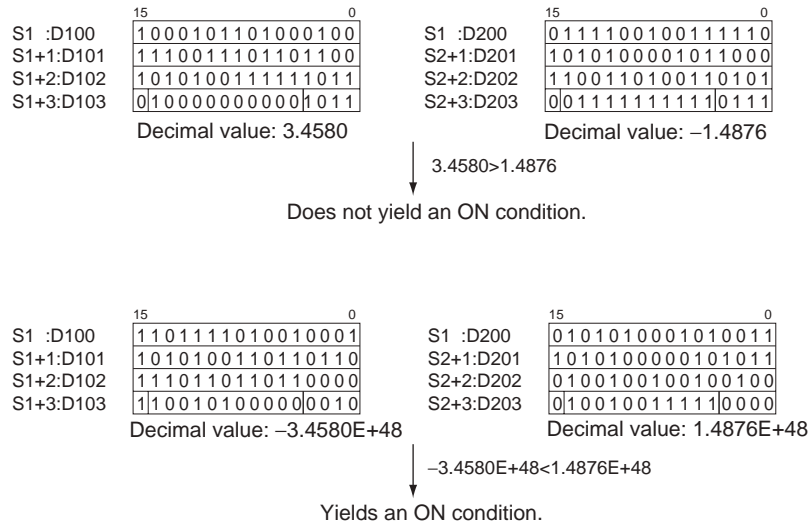 15 0
S1 :D100 1000101101000100
S1+1:D101 1110011101101100
S1+2:D102 1010100111111011
S1+3:D103 0100000000001011
Decimal value: 3.4580
15 0
S1 :D200 0111100100111110
S2+1:D201 1010100001011000
S2+2:D202 1100110100110101
S2+3:D203 0011111111110111
Decimal value: −1.4876
3.4580>1.4876
Does not yield an ON condition.
15 0
S1 :D100 1101111010010001
S1+1:D101 1010100110110110
S1+2:D102 1110110110110000
S1+3:D103 1100101000000010
Decimal value: −3.4580E+48
15 0
S1 :D200 0101010001010011
S2+1:D201 1010100000101011
S2+2:D202 0100100100100100
S2+3:D203 0100100111110000
Decimal value: 1.4876E+48
−3.4580E+48<1.4876E+48
Yields an ON condition.